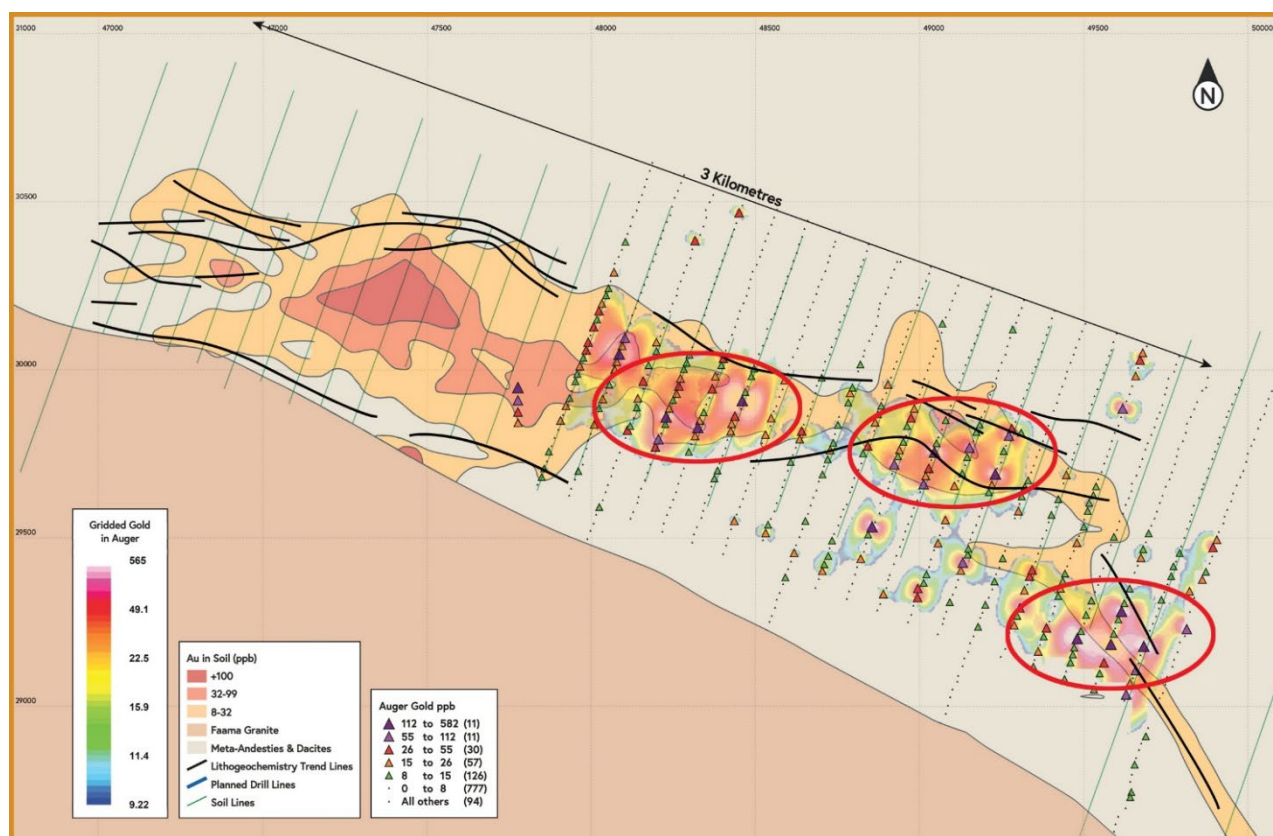 31000 47000 47000 47500 48000 48500 49000 49500 50000
N
3 Kilometres
30500
30000
29500
29000
Gridded Gold
in Auger
565
49.1
22.5
15.9
11.4
9.22
Au in Soil (ppb)
+100
32-99
8-32
Faama Granite
Meta-Andesties & Dacites
Lithogeochemistry Trend Lines
Planned Drill Lines
Soil Lines
Auger Gold ppb
112 to 582 (11)
55 to 112 (11)
26 to 55 (30)
15 to 26 (57)
8 to 15 (126)
0 to 8 (777)
All others (94)